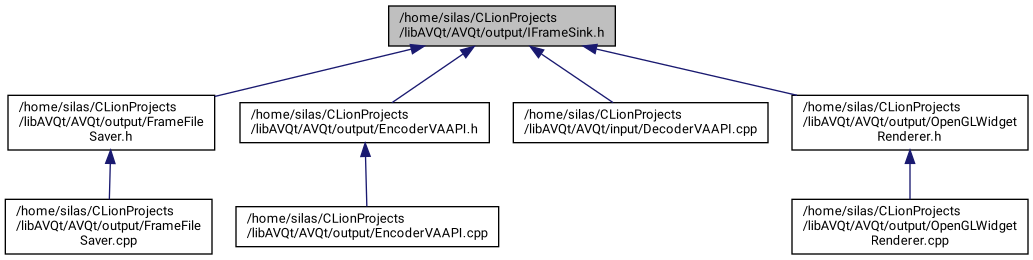 /home/silas/CLionProjects
/libAVQt/AVQt/output/IFrameSink.h
/home/silas/CLionProjects
/libAVQt/AVQt/output/FrameFile
Saver.h
/home/silas/CLionProjects
/libAVQt/AVQt/output/EncoderVAAPI.h
/home/silas/CLionProjects
/libAVQt/AVQt/input/DecoderVAAPI.cpp
/home/silas/CLionProjects
/libAVQt/AVQt/output/OpenGLWidget
Renderer.h
/home/silas/CLionProjects
/libAVQt/AVQt/output/FrameFile
Saver.cpp
/home/silas/CLionProjects
/libAVQt/AVQt/output/EncoderVAAPI.cpp
/home/silas/CLionProjects
/libAVQt/AVQt/output/OpenGLWidget
Renderer.cpp